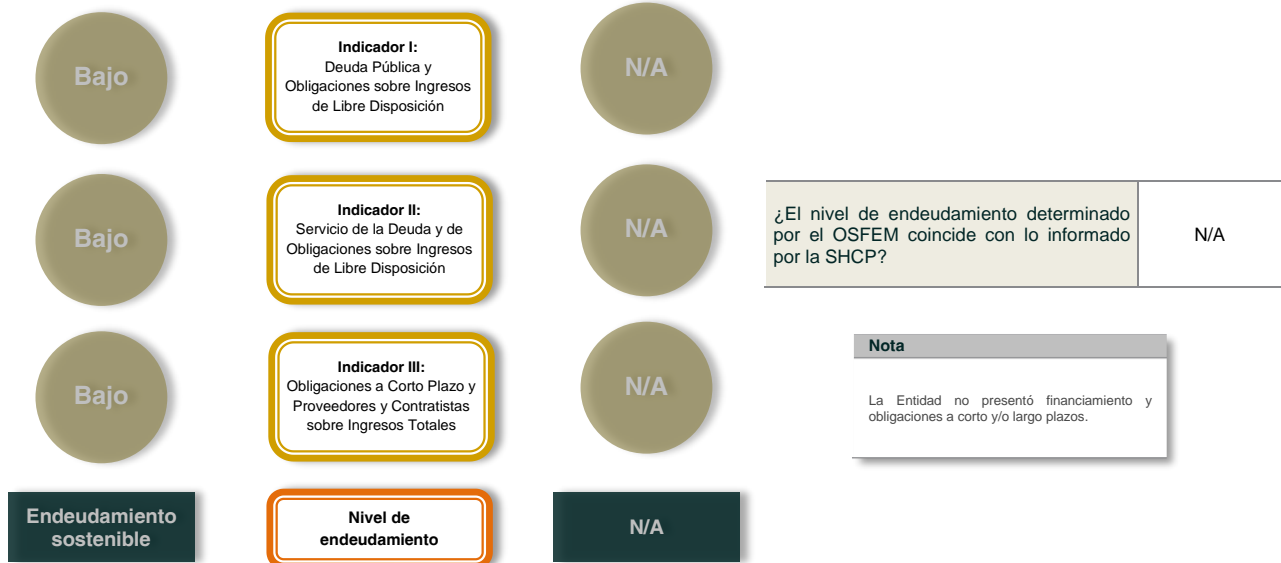 Bajo
Indicador I:
Deuda Pública y
Obligaciones sobre Ingresos
de Libre Disposición
N/A
Bajo
Indicador II:
Servicio de la Deuda y de
Obligaciones sobre Ingresos
de Libre Disposición
N/A
¿El nivel de endeudamiento determinado
por el OSFEM coincide con lo informado
por la SHCP?
N/A
Bajo
Indicador III:
Obligaciones a Corto Plazo y
Proveedores y Contratistas
sobre Ingresos Totales
N/A
Nota
La Entidad no presentó financiamiento y
obligaciones a corto y/o largo plazos.
Endeudamiento
sostenible
Nivel de
endeudamiento
N/A